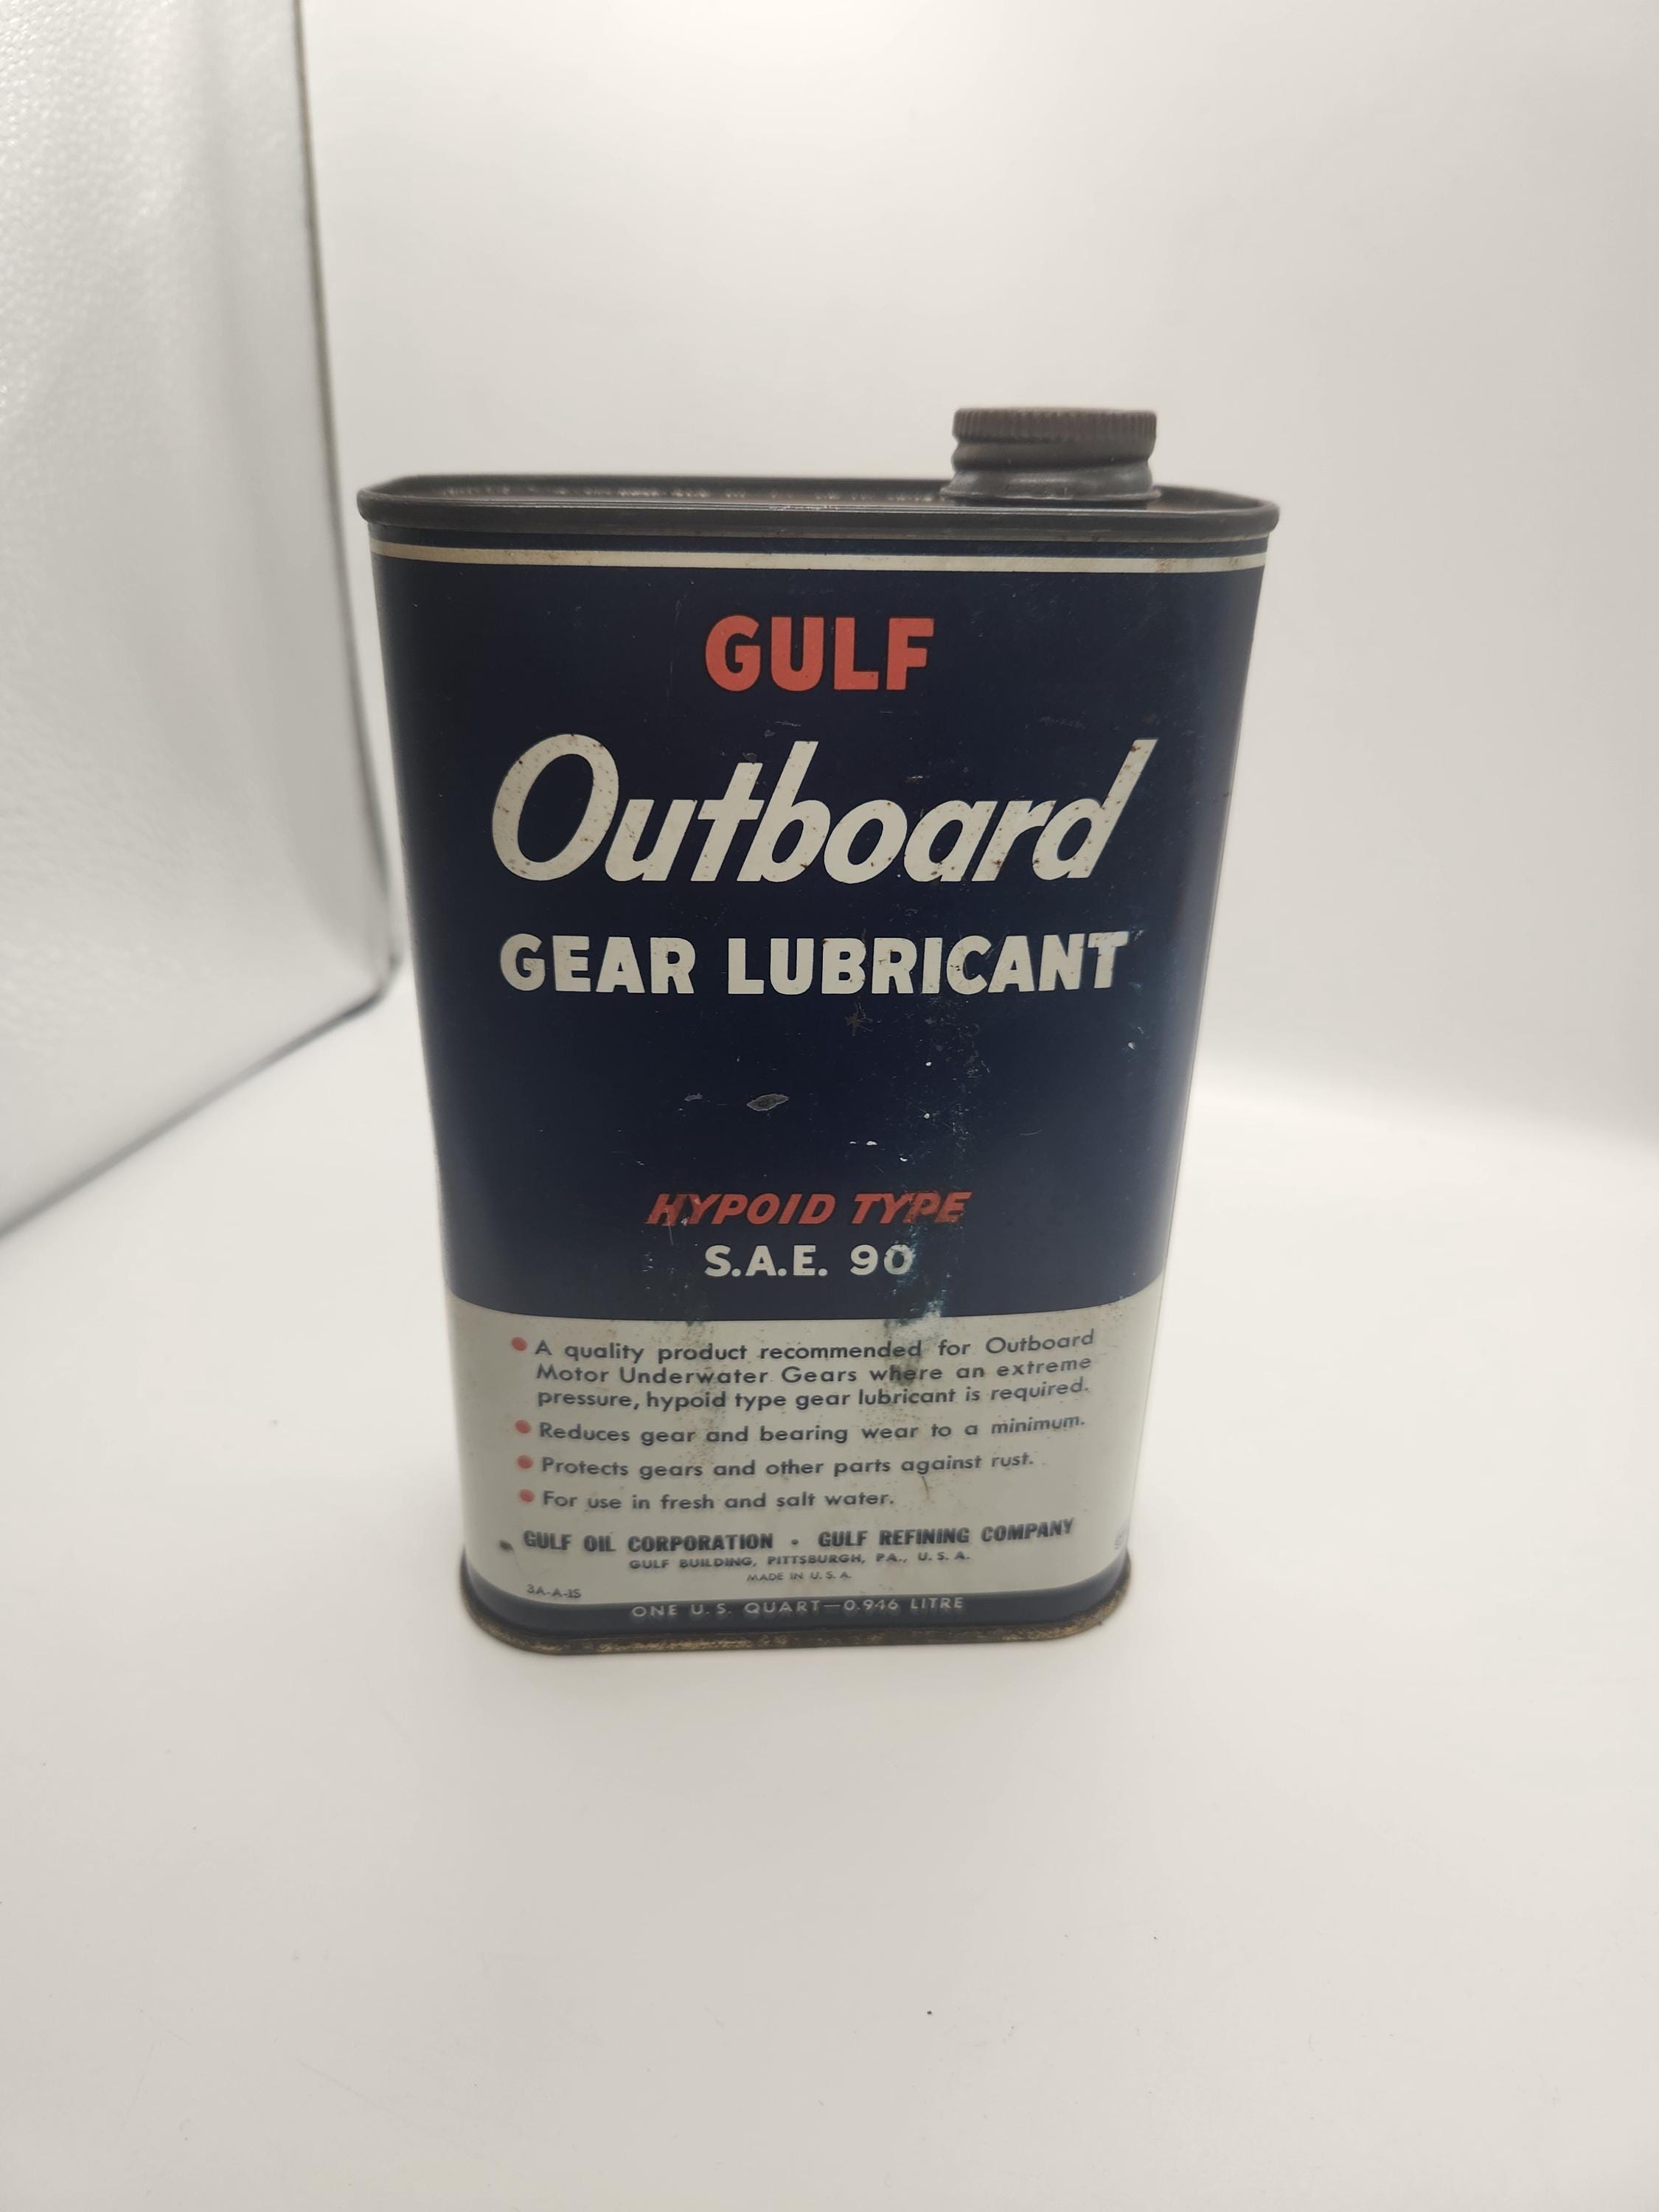 GULF
Outboard
GEAR LUBRICANT
HYPOID TYPE
S.A.E. 90
• A quality product recommended for Outboard
Motor Underwater Gears where an extreme
pressure, hypoid type gear lubricant is required.
• Reduces gear and bearing wear to a minimum.
• Protects gears and other parts against rust.
• For use in fresh and salt water.
GULF OIL CORPORATION • GULF REFINING COMPANY
GULF BUILDING, PITTSBURGH, PA., U. S. A.
MADE IN U. S. A.
3A-A-15
ONE U. S. QUART—0.946 LITRE